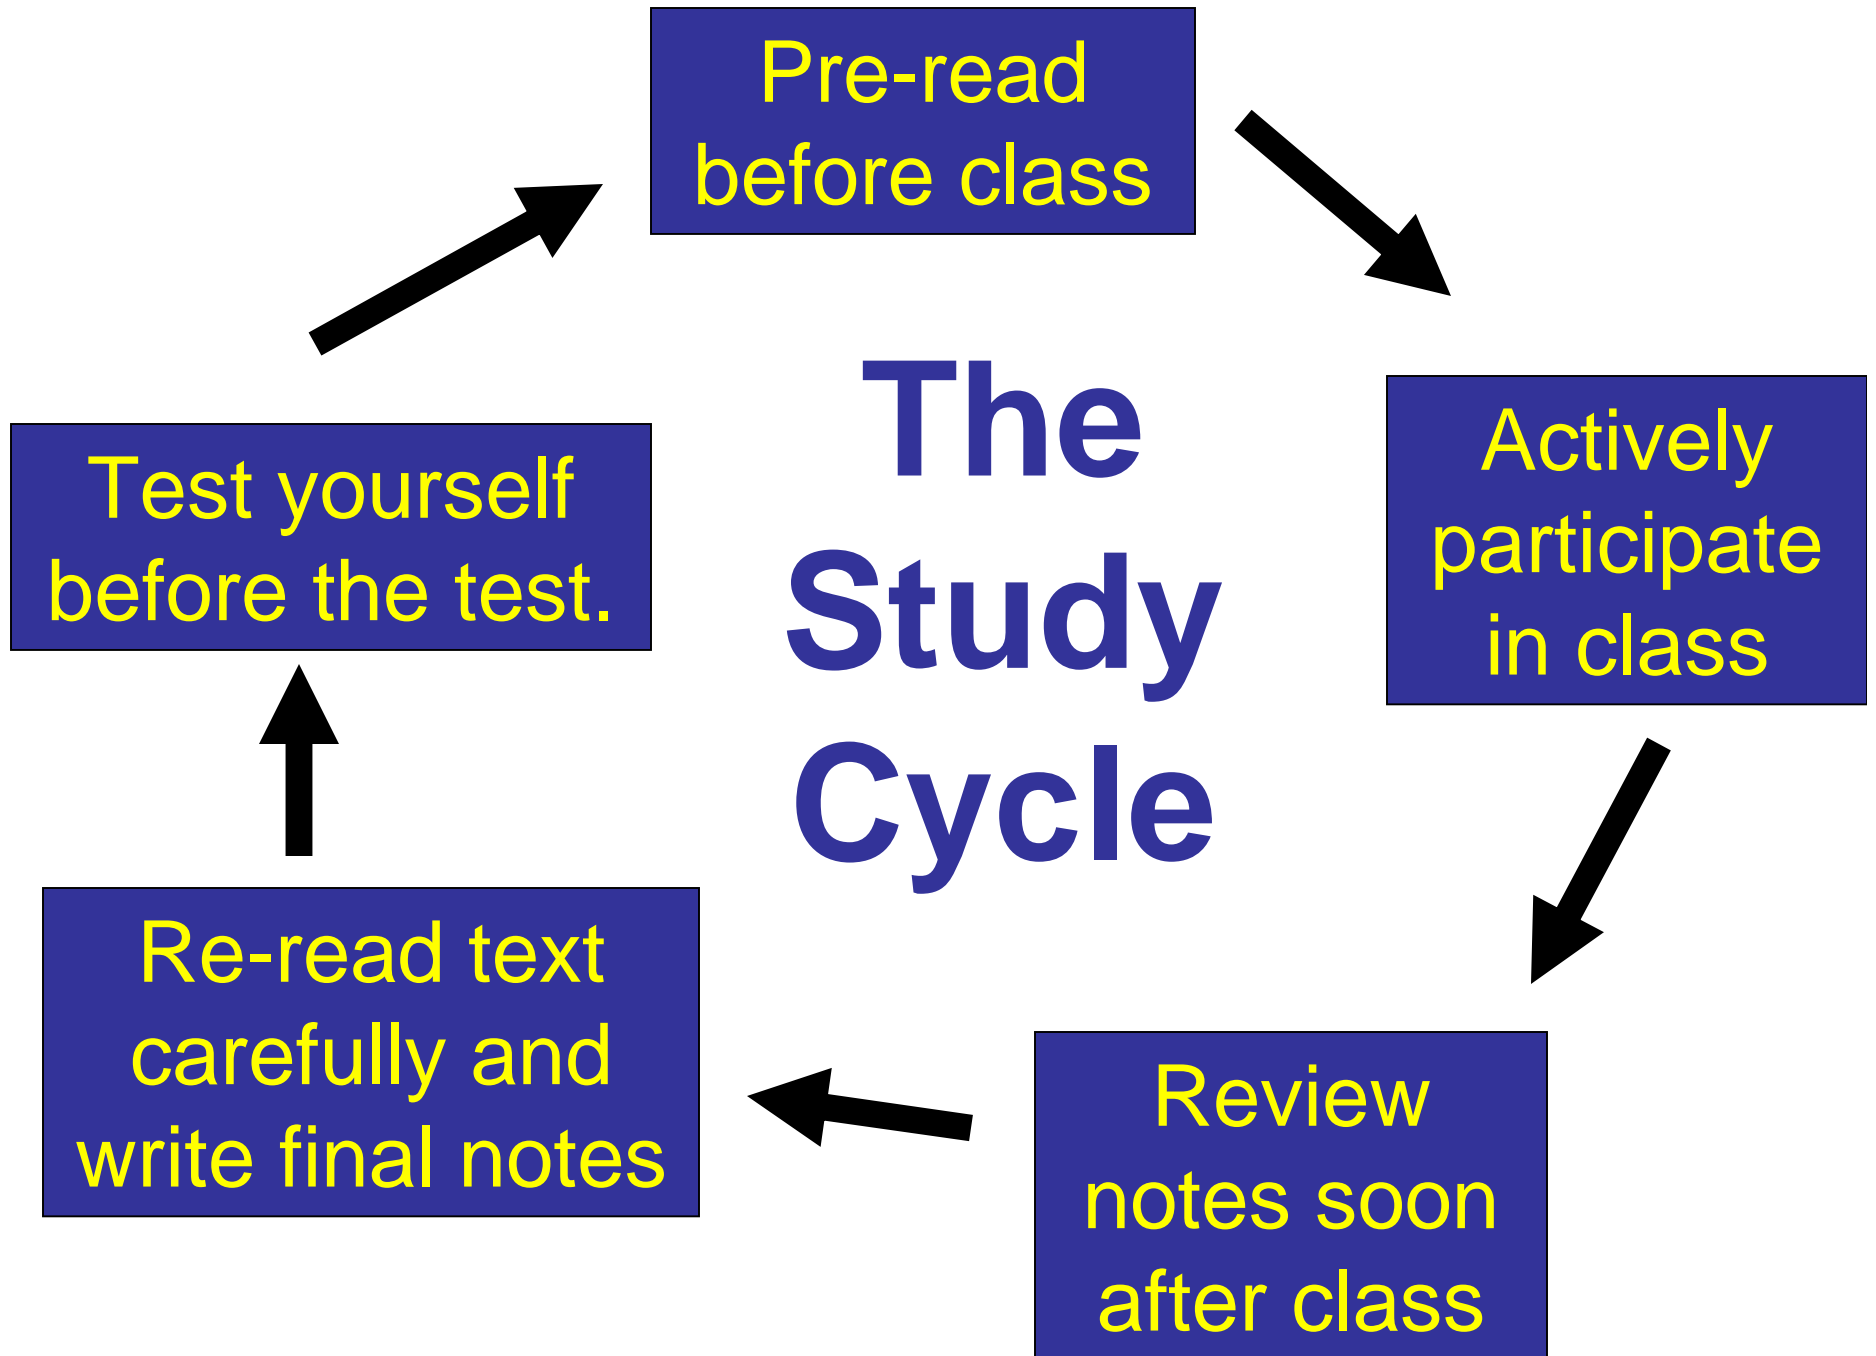 Pre-read
before class
The
Study
Cycle
Actively
participate
in class
Review
notes soon
after class
Re-read text
carefully and
write final notes
Test yourself
before the test.